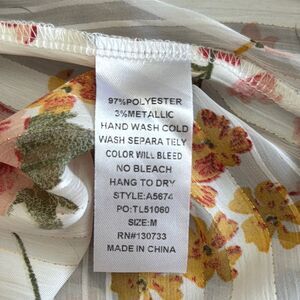 97%POLYESTER
3%METALLIC
HAND WASH COLD
WASH SEPARA TELY
COLOR WILL BLEED
NO BLEACH
HANG TO DRY
STYLE:A5674
PO:TL51060
SIZE:M
RN#130733
MADE IN CHINA